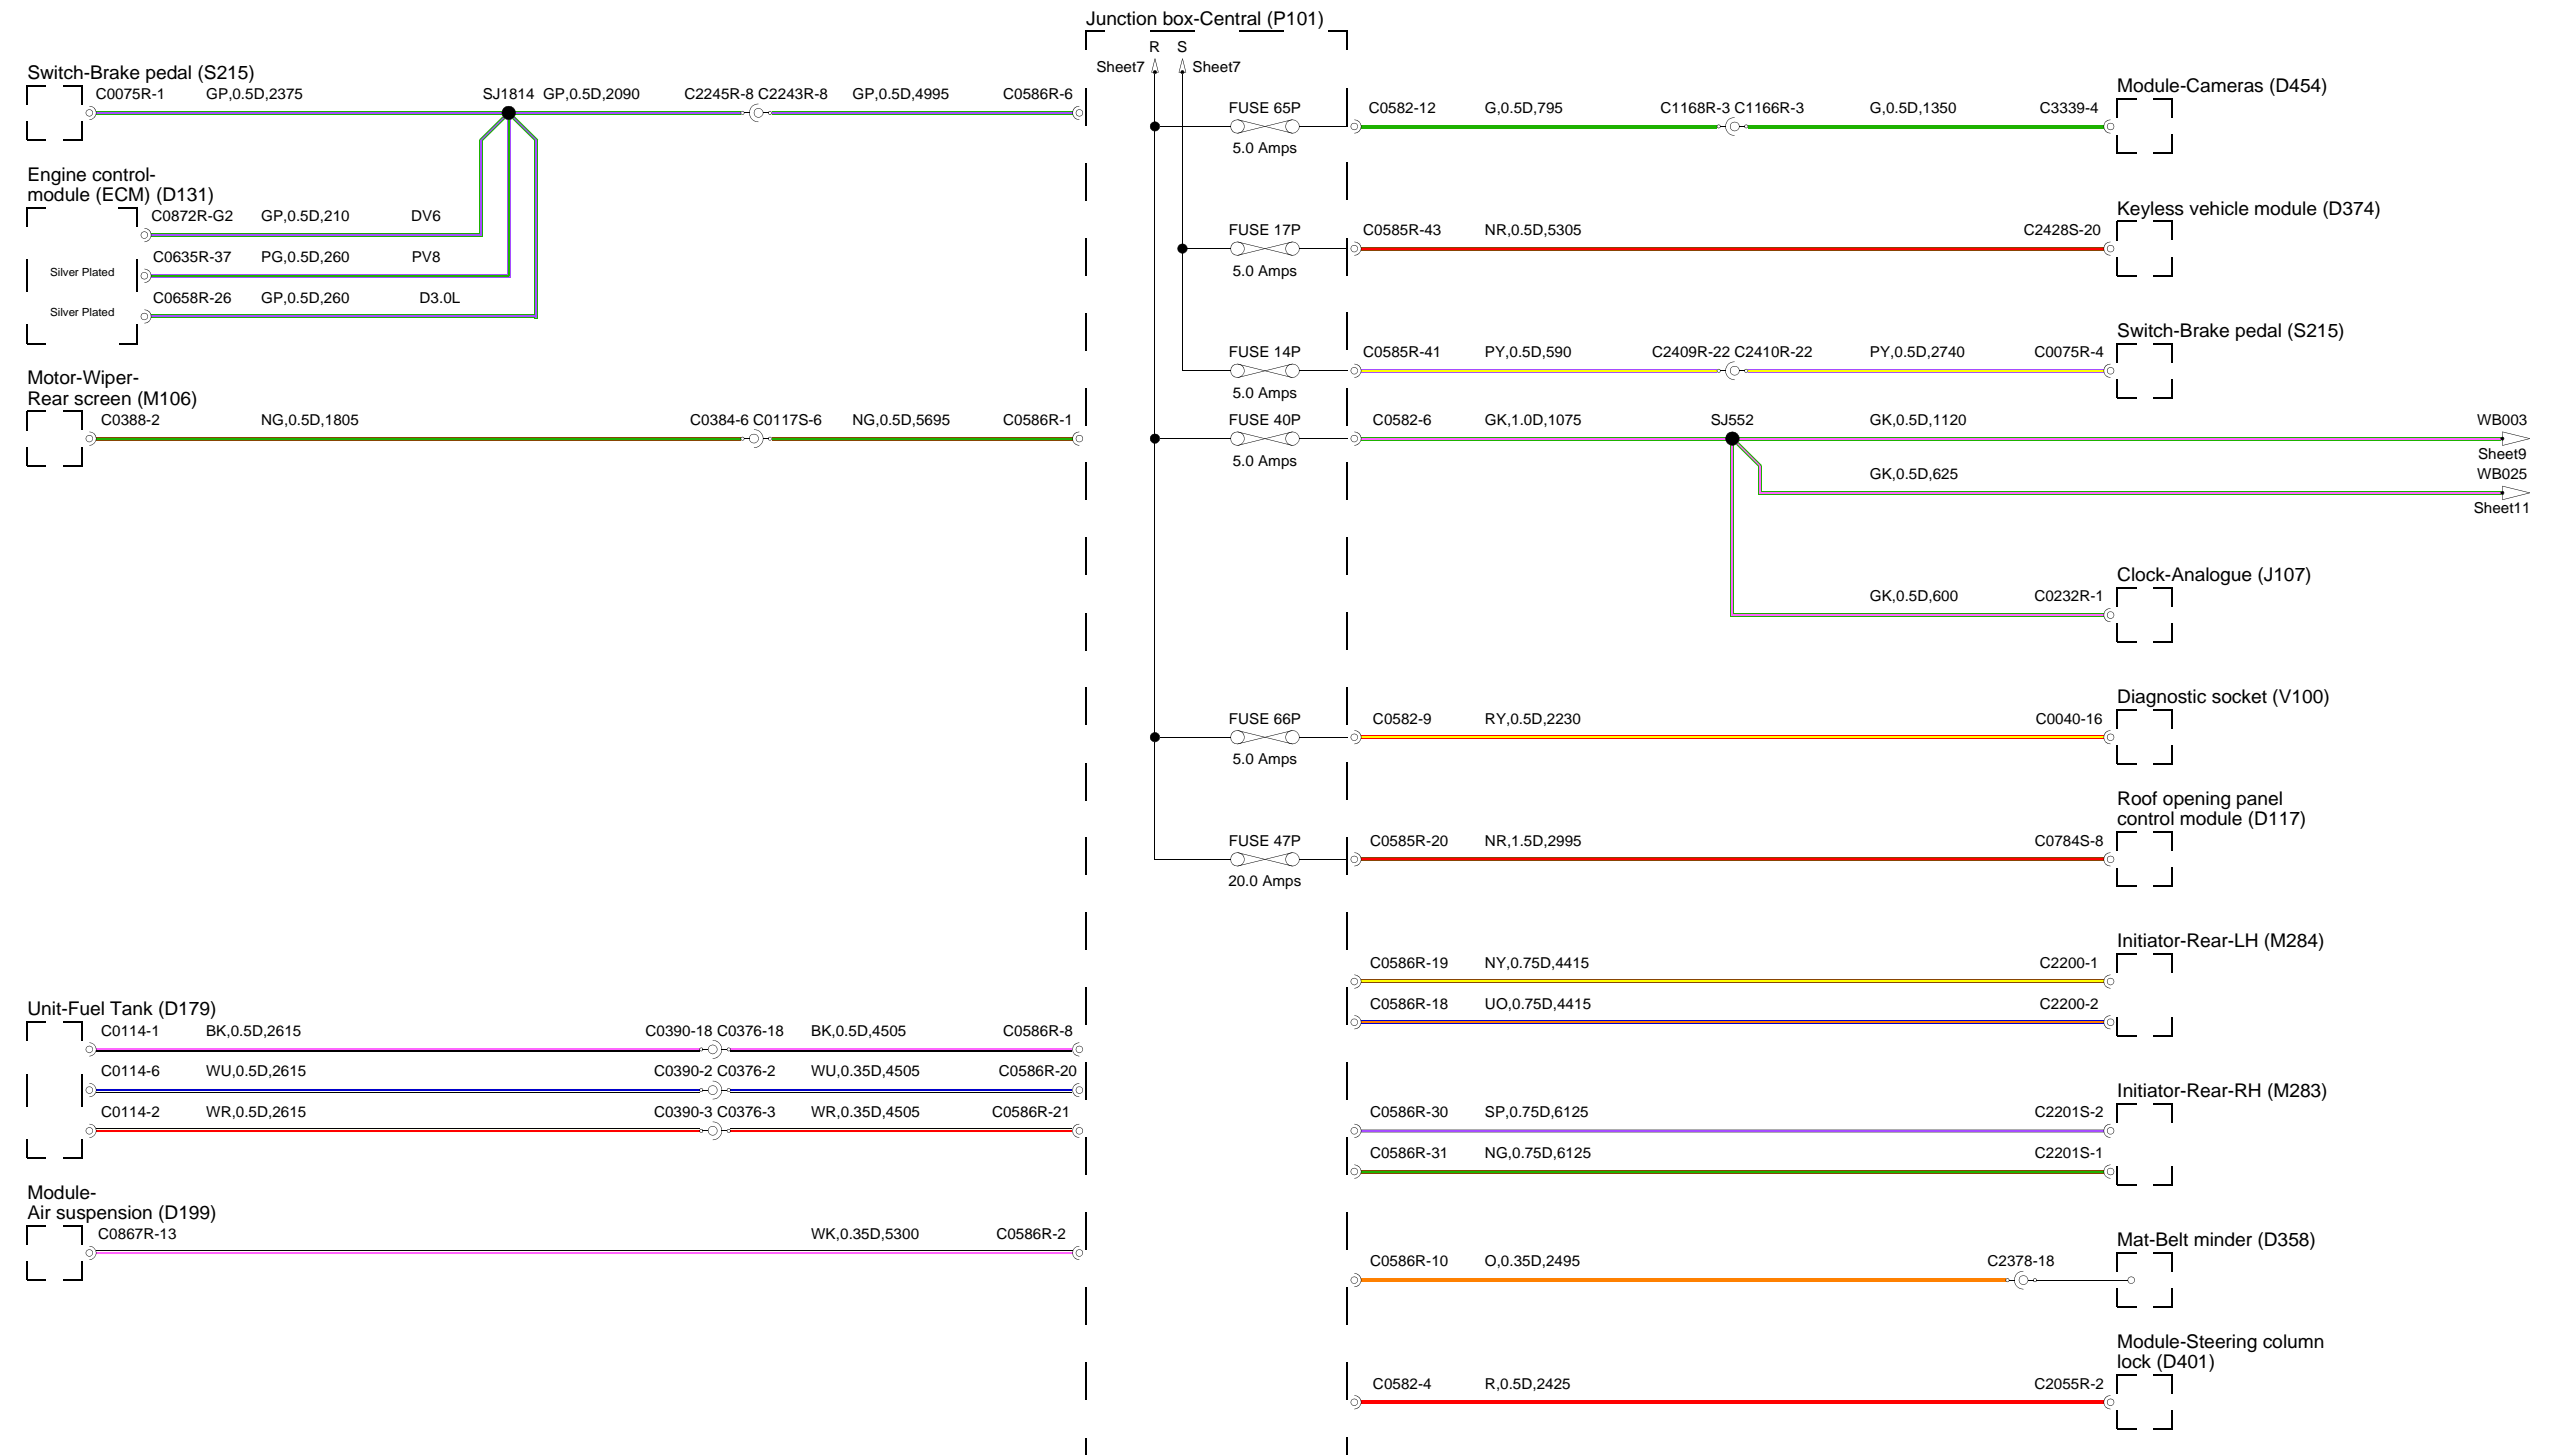 Junction box-Central (P101)
R S
Sheet7 Sheet7
Switch-Brake pedal (S215)
C0075R-1 GP,0.5D,2375 SJ1814 GP,0.5D,2090 C2245R-8 C2243R-8 GP,0.5D,4995 C0586R-6
Engine control-
module (ECM) (D131)
C0872R-G2 GP,0.5D,210 DV6
C0635R-37 PG,0.5D,260 PV8
Silver Plated
C0658R-26 GP,0.5D,260 D3.0L
Silver Plated
Motor-Wiper-
Rear screen (M106)
C0388-2 NG,0.5D,1805 C0384-6 C0117S-6 NG,0.5D,5695 C0586R-1
Unit-Fuel Tank (D179)
C0114-1 BK,0.5D,2615 C0390-18 C0376-18 BK,0.5D,4505 C0586R-8
C0114-6 WU,0.5D,2615 C0390-2 C0376-2 WU,0.35D,4505 C0586R-20
C0114-2 WR,0.5D,2615 C0390-3 C0376-3 WR,0.35D,4505 C0586R-21
Module-
Air suspension (D199)
C0867R-13 WK,0.35D,5300 C0586R-2
Module-Cameras (D454)
FUSE 65P C0582-12 G,0.5D,795 C1168R-3 C1166R-3 G,0.5D,1350 C3339-4
5.0 Amps
Keyless vehicle module (D374)
FUSE 17P C0585R-43 NR,0.5D,5305 C2428S-20
5.0 Amps
Switch-Brake pedal (S215)
FUSE 14P C0585R-41 PY,0.5D,590 C2409R-22 C2410R-22 PY,0.5D,2740 C0075R-4
5.0 Amps
FUSE 40P C0582-6 GK,1.0D,1075 SJ552 GK,0.5D,1120 WB003
5.0 Amps Sheet9
GK,0.5D,625 WB025
Sheet11
Clock-Analogue (J107)
GK,0.5D,600 C0232R-1
Diagnostic socket (V100)
FUSE 66P C0582-9 RY,0.5D,2230 C0040-16
5.0 Amps
Roof opening panel
control module (D117)
FUSE 47P C0585R-20 NR,1.5D,2995 C0784S-8
20.0 Amps
Initiator-Rear-LH (M284)
C0586R-19 NY,0.75D,4415 C2200-1
C0586R-18 UO,0.75D,4415 C2200-2
Initiator-Rear-RH (M283)
C0586R-30 SP,0.75D,6125 C2201S-2
C0586R-31 NG,0.75D,6125 C2201S-1
Mat-Belt minder (D358)
C0586R-10 O,0.35D,2495 C2378-18
Module-Steering column
lock (D401)
C0582-4 R,0.5D,2425 C2055R-2